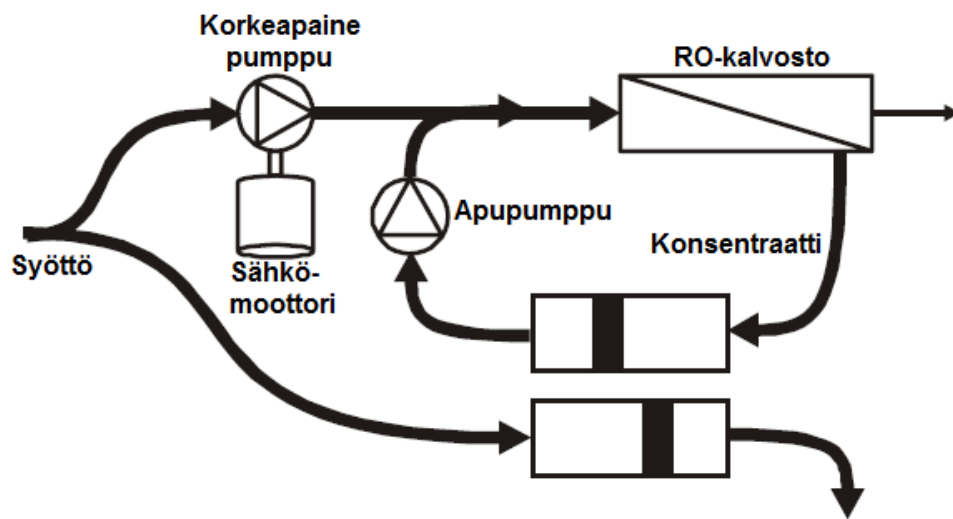 Korkeapaine
pumppu
RO-kalvosto
Apupumppu
Konsentraatti
Syöttö
Sähkö-
moottori